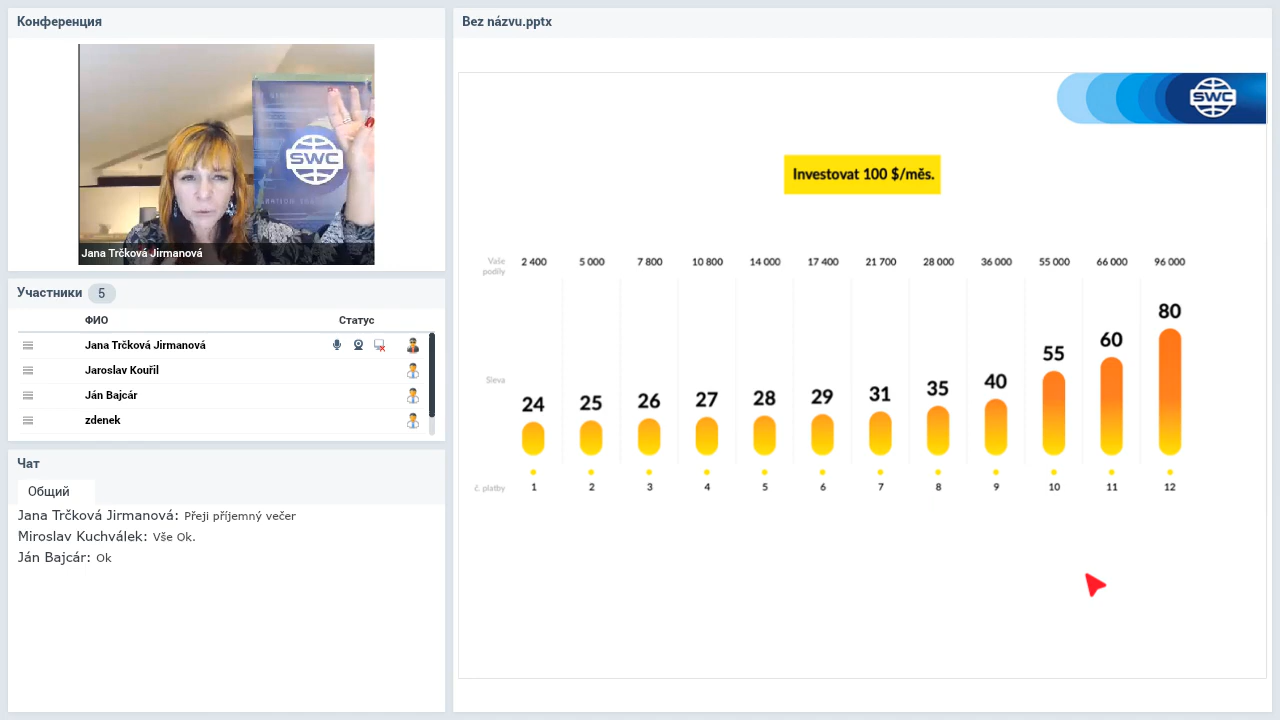 Конференция
SWC
Jana Trčková Jirmanová
Участники 5
ФИО Статус
Jana Trčková Jirmanová
Jaroslav Kouřil
Ján Bajcár
zdenek
Чат
Общий
Jana Trčková Jirmanová: Přeji příjemný večer
Miroslav Kuchválek: Vše Ok.
Ján Bajcár: Ok
Bez názvu.pptx
SWC
Investovat 100 $/měs.
Vaše podíly 2 400 5 000 7 800 10 800 14 000 17 400 21 700 28 000 36 000 55 000 66 000 96 000
Sleva 24 25 26 27 28 29 31 35 40 55 60 80
č. platby 1 2 3 4 5 6 7 8 9 10 11 12